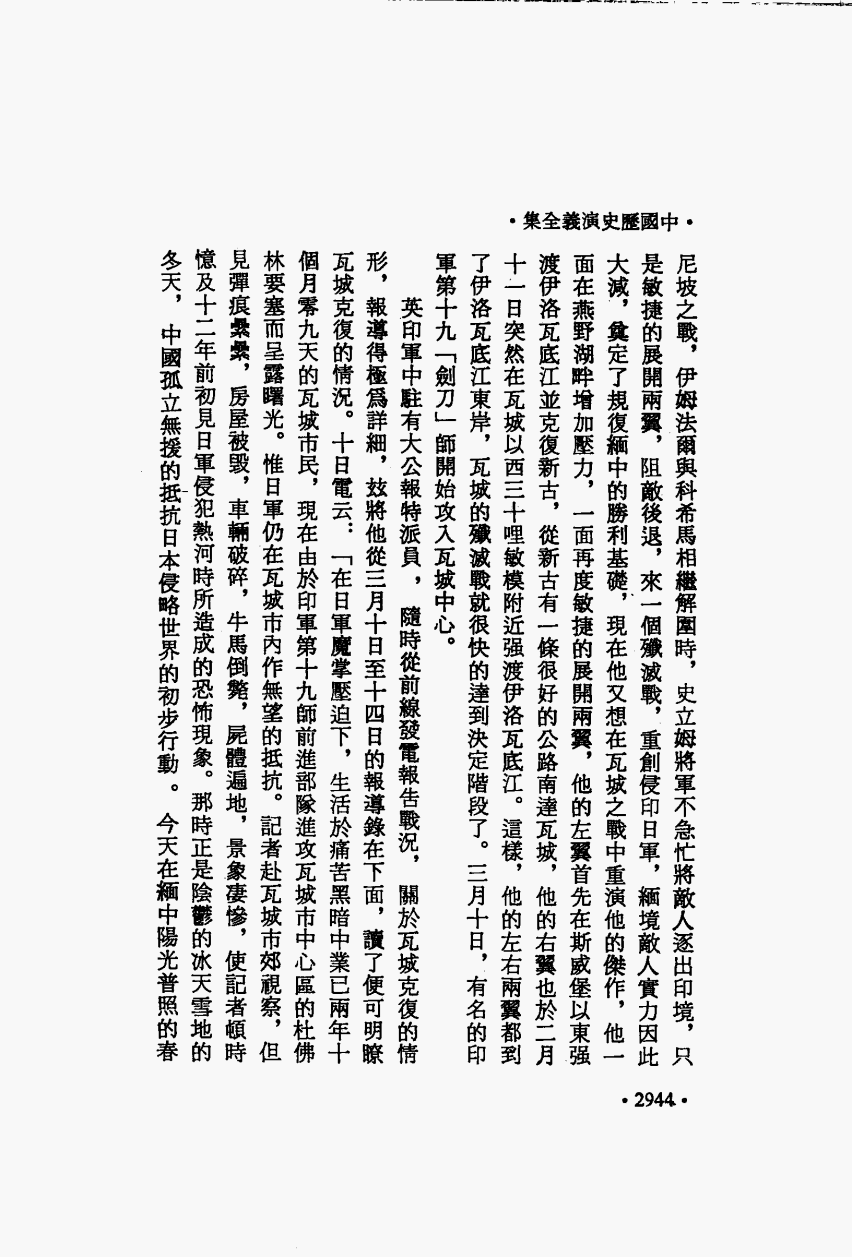 •中國歷史演義全集•
尼坡之戰，伊姆法爾與科希馬相繼解圍時，史立姆將軍不急忙將敵人逐出印境，只
是敏捷的展開兩翼，阻敵後退，來一個殲滅戰，重創侵印日軍，緬境敵人實力因此
大減，奠定了規復緬中的勝利基礎，現在他又想在瓦城之戰中重演他的傑作，他一
面在燕野湖畔增加壓力，一面再度敏捷的展開兩翼，他的左翼首先在斯威堡以東强
渡伊洛瓦底江並克復新古，從新古有一條很好的公路南達瓦城，他的右翼也於二月
十一日突然在瓦城以西三十哩敏模附近强渡伊洛瓦底江。這樣，他的左右兩翼都到
了伊洛瓦底江東岸，瓦城的殲滅戰就很快的達到決定階段了。三月十日，有名的印
軍第十九「劍刀」師開始攻入瓦城中心。
英印軍中駐有大公報特派員，隨時從前線發電報告戰況，關於瓦城克復的情
形，報導得極爲詳細，玆將他從三月十日至十四日的報導錄在下面，讀了便可明瞭
瓦城克復的情況。十日電云：「在日軍魔掌壓迫下，生活於痛苦黑暗中業已兩年十
個月零九天的瓦城市民，現在由於印軍第十九師前進部隊進攻瓦城市中心區的杜佛
林要塞而呈露曙光。惟日軍仍在瓦城市內作無望的抵抗。記者赴瓦城市郊視察，但
見彈痕纍纍，房屋被毀，車輛破碎，牛馬倒斃，屍體遍地，景象凄慘，使記者頓時
憶及十二年前初見日軍侵犯熱河時所造成的恐怖現象。那時正是陰鬱的冰天雪地的
冬天，中國孤立無援的抵抗日本侵略世界的初步行動。今天在緬中陽光普照的春
•2944•